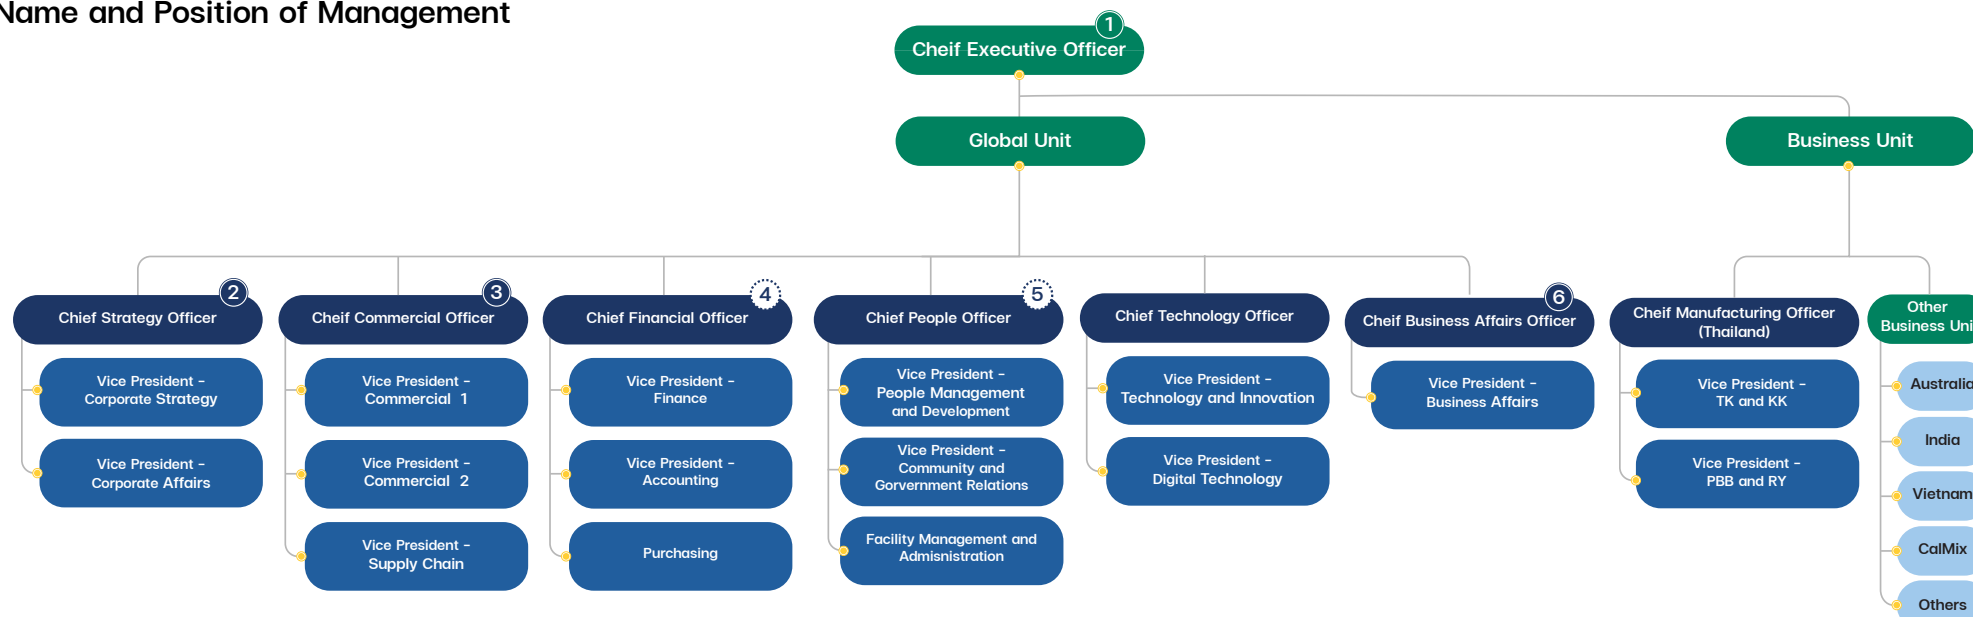 Name and Position of Management
1
Cheif Executive Officer
Global Unit
Business Unit
2
Chief Strategy Officer
Vice President -
Corporate Strategy
Vice President -
Corporate Affairs
3
Cheif Commercial Officer
Vice President -
Commercial 1
Vice President -
Commercial 2
Vice President -
Supply Chain
4
Chief Financial Officer
Vice President -
Finance
Vice President -
Accounting
Purchasing
5
Chief People Officer
Vice President -
People Management
and Development
Vice President -
Community and
Gorvernment Relations
Facility Management and
Admisnistration
Chief Technology Officer
Vice President -
Technology and Innovation
Vice President -
Digital Technology
6
Cheif Business Affairs Officer
Vice President -
Business Affairs
Cheif Manufacturing Officer
(Thailand)
Vice President -
TK and KK
Vice President -
PBB and RY
Other
Business Uni
Australia
India
Vietnam
CalMix
Others